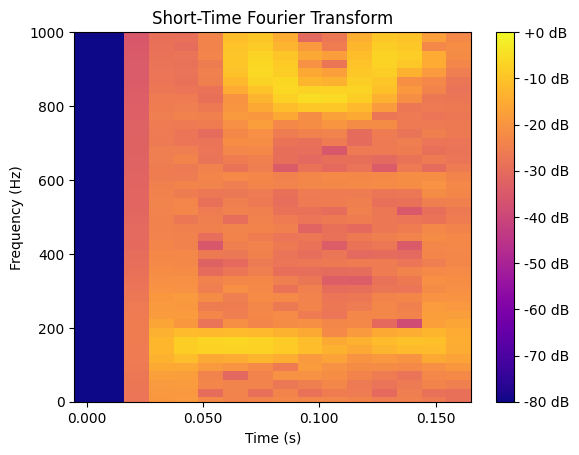 Short-Time Fourier Transform
1000
800
600
400
200
0
Frequency (Hz)
0.000
0.050
0.100
0.150
Time (s)
+0 dB
-10 dB
-20 dB
-30 dB
-40 dB
-50 dB
-60 dB
-70 dB
-80 dB